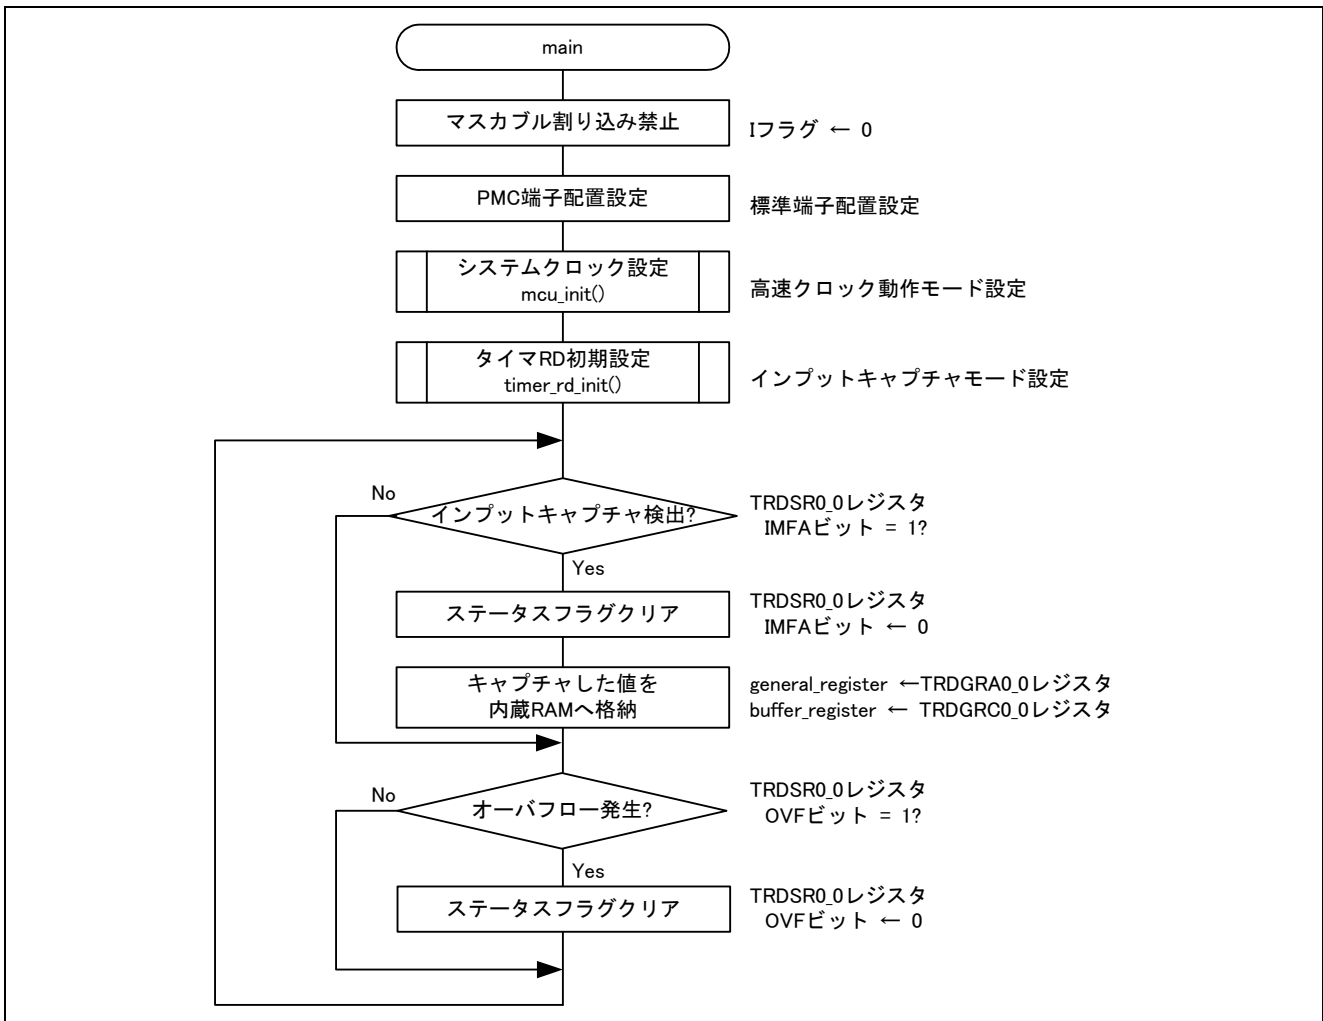 main
マスカブル割り込み禁止
Iフラグ ← 0
PMC端子配置設定
標準端子配置設定
システムクロック設定
mcu_init()
高速クロック動作モード設定
タイマRD初期設定
timer_rd_init()
インプットキャプチャモード設定
No
インプットキャプチャ検出?
TRDSR0_0レジスタ
IMFAビット = 1?
Yes
ステータスフラグクリア
TRDSR0_0レジスタ
IMFAビット ← 0
キャプチャした値を
内蔵RAMへ格納
general_register ←TRDGRA0_0レジスタ
buffer_register ← TRDGRC0_0レジスタ
No
オーバフロー発生?
TRDSR0_0レジスタ
OVFビット = 1?
Yes
ステータスフラグクリア
TRDSR0_0レジスタ
OVFビット ← 0